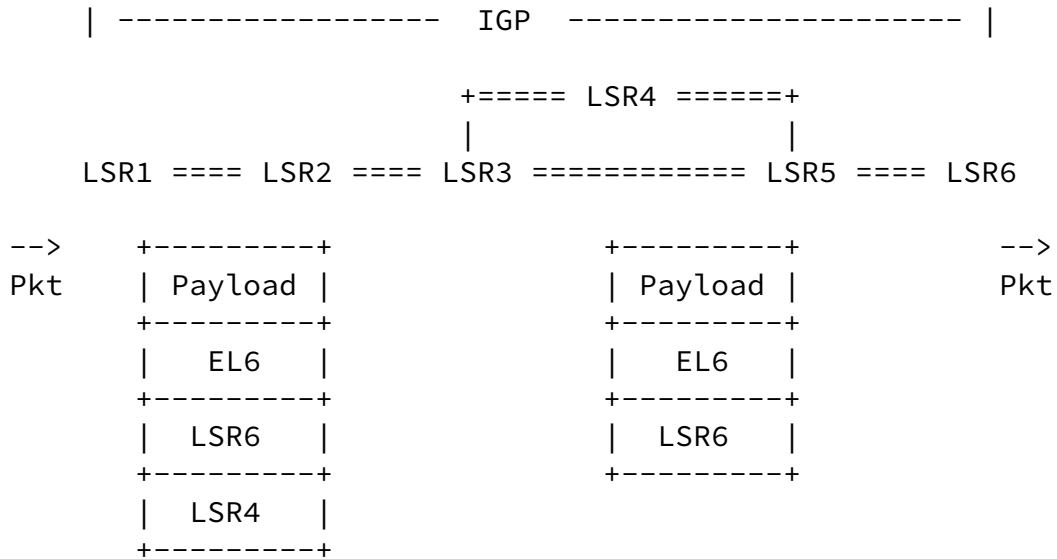 | ------------------ IGP ---------------------- |
+===== LSR4 ======+
| |
LSR1 ==== LSR2 ==== LSR3 ============ LSR5 ==== LSR6
--> +---------+ +---------+ -->
Pkt | Payload | | Payload | Pkt
+---------+ +---------+
| EL6 | | EL6 |
+---------+ +---------+
| LSR6 | | LSR6 |
+---------+ +---------+
| LSR4 |
+---------+